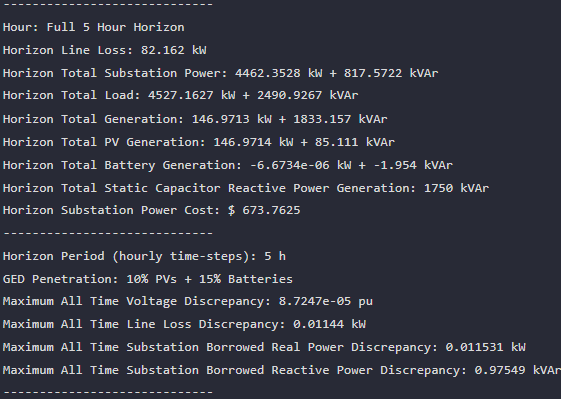 -----------------------------
Hour: Full 5 Hour Horizon
Horizon Line Loss: 82.162 kW
Horizon Total Substation Power: 4462.3528 kW + 817.5722 kVAr
Horizon Total Load: 4527.1627 kW + 2490.9267 kVAr
Horizon Total Generation: 146.9713 kW + 1833.157 kVAr
Horizon Total PV Generation: 146.9714 kW + 85.111 kVAr
Horizon Total Battery Generation: -6.6734e-06 kW + -1.954 kVAr
Horizon Total Static Capacitor Reactive Power Generation: 1750 kVAr
Horizon Substation Power Cost: $ 673.7625
-----------------------------
Horizon Period (hourly time-steps): 5 h
GED Penetration: 10% PVs + 15% Batteries
Maximum All Time Voltage Discrepancy: 8.7247e-05 pu
Maximum All Time Line Loss Discrepancy: 0.01144 kW
Maximum All Time Substation Borrowed Real Power Discrepancy: 0.011531 kW
Maximum All Time Substation Borrowed Reactive Power Discrepancy: 0.97549 kVAr
-----------------------------